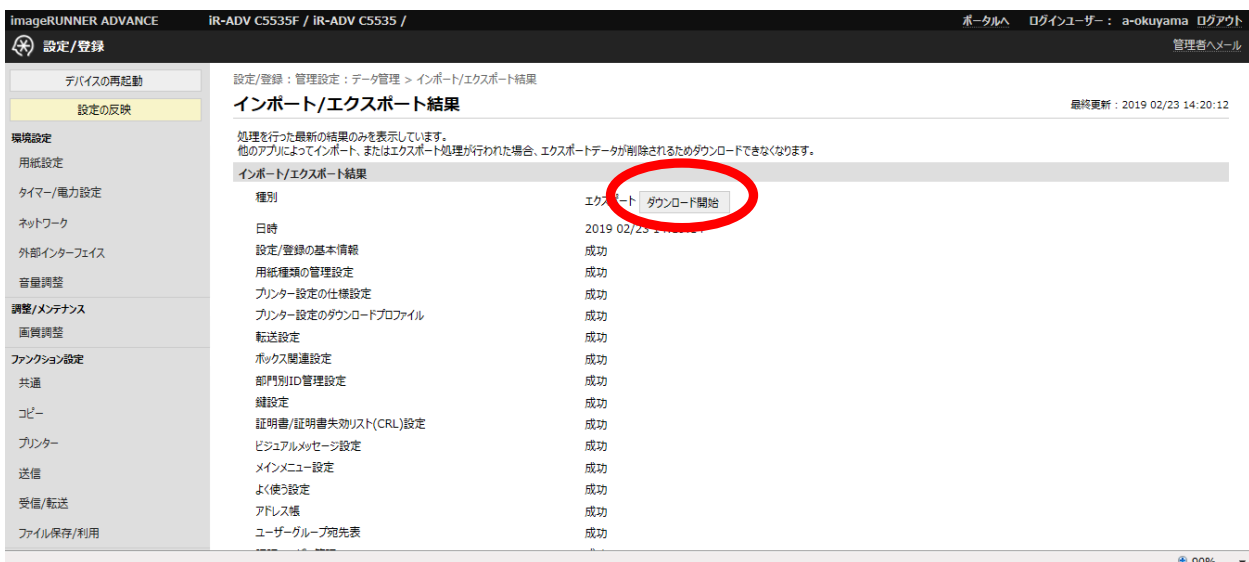 imageRUNNER ADVANCE iR-ADV C5535F / iR-ADV C5535 / ポータルへ ログインユーザー： a-okuyama ログアウト
設定/登録 管理者へメール
デバイスの再起動
設定の反映
環境設定
用紙設定
タイマー/電力設定
ネットワーク
外部インターフェイス
音量調整
調整/メンテナンス
画質調整
ファンクション設定
共通
コピー
プリンター
送信
受信/転送
ファイル保存/利用
設定/登録 : 管理設定 : データ管理 > インポート/エクスポート結果
インポート/エクスポート結果
最終更新 : 2019 02/23 14:20:12
処理を行った最新の結果のみを表示しています。
他のアプリによってインポート、またはエクスポート処理が行われた場合、エクスポートデータが削除されるためダウンロードできなくなります。
インポート/エクスポート結果
種別 エクスポート ダウンロード開始
日時 2019 02/23
設定/登録の基本情報 成功
用紙種類の管理設定 成功
プリンター設定の仕様設定 成功
プリンター設定のダウンロードプロファイル 成功
転送設定 成功
ボックス関連設定 成功
部門別ID管理設定 成功
鍵設定 成功
証明書/証明書失効リスト(CRL)設定 成功
ビジュアルメッセージ設定 成功
メインメニュー設定 成功
よく使う設定 成功
アドレス帳 成功
ユーザーグループ宛先表 成功
90%